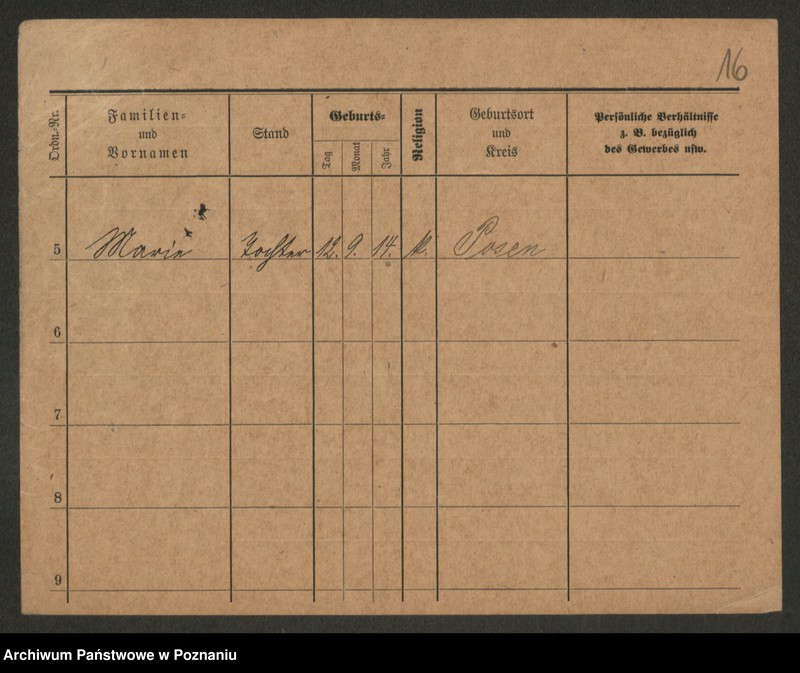 16
Ordn.-Nr.
Familien-
und
Vornamen
Stand
Geburts-
Tag
Monat
Jahr
Religion
Geburtsort
und
Kreis
Persönliche Verhältnisse
z. B. bezüglich
des Gewerbes usw.
5 Marie Tochter 12. 9. 14. k. Posen
6
7
8
9
Archiwum Państwowe w Poznaniu